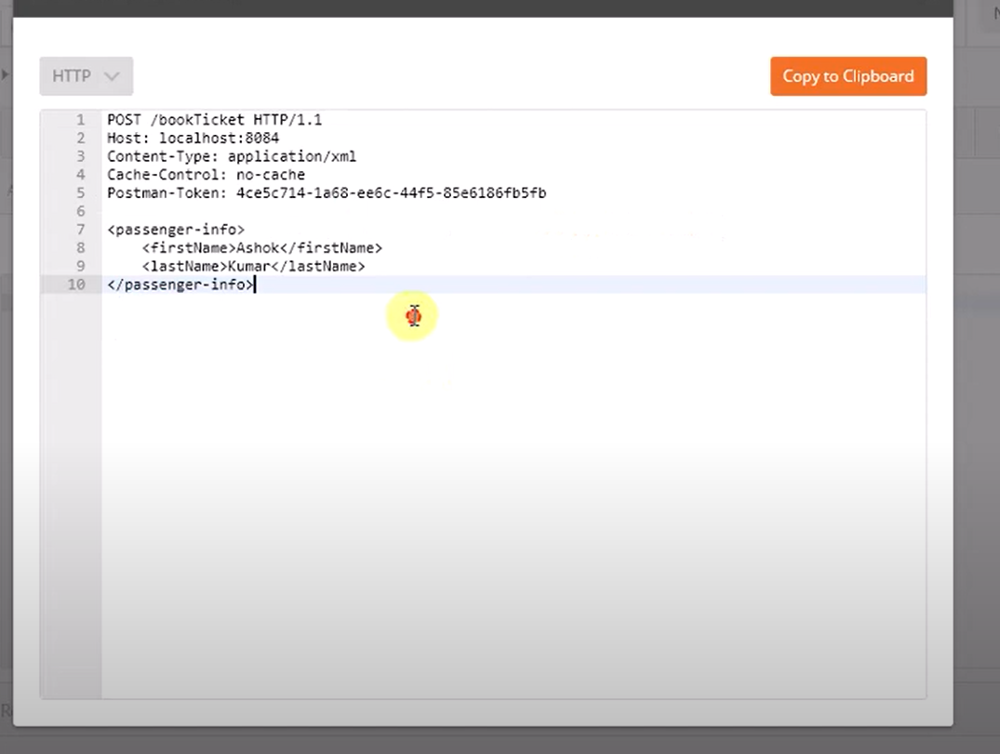 HTTP
Copy to Clipboard
1 POST /bookTicket HTTP/1.1
2 Host: localhost:8084
3 Content-Type: application/xml
4 Cache-Control: no-cache
5 Postman-Token: 4ce5c714-1a68-ee6c-44f5-85e6186fb5fb
6
7 <passenger-info>
8     <firstName>Ashok</firstName>
9     <lastName>Kumar</lastName>
10 </passenger-info>